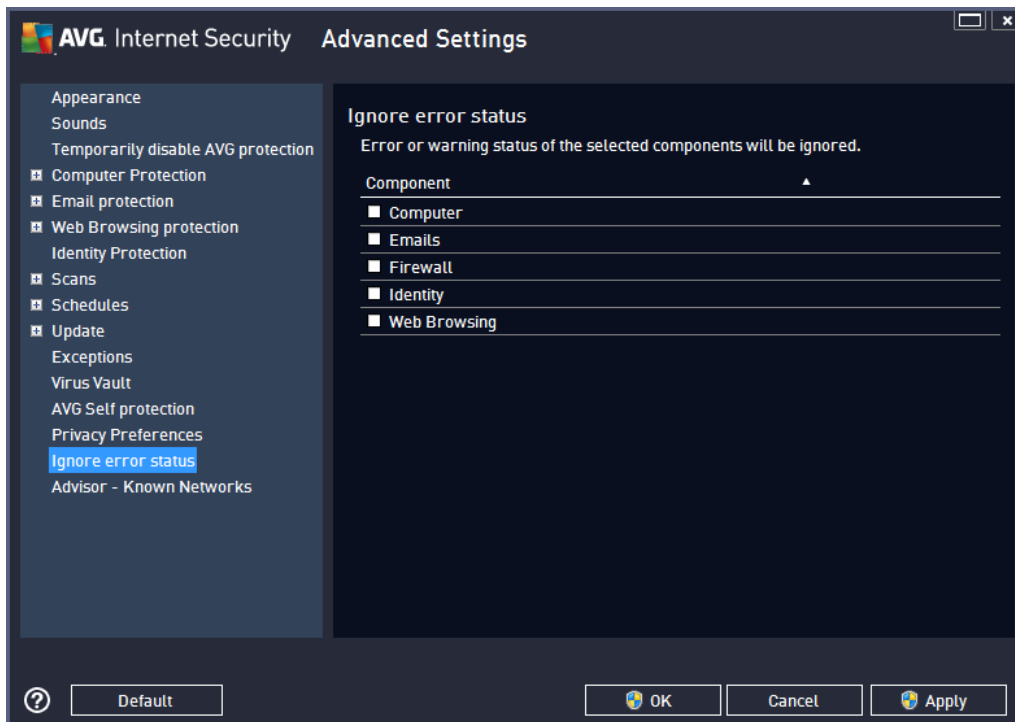 AVG. Internet Security Advanced Settings
Appearance
Sounds
Temporarily disable AVG protection
Computer Protection
Email protection
Web Browsing protection
Identity Protection
Scans
Schedules
Update
Exceptions
Virus Vault
AVG Self protection
Privacy Preferences
Ignore error status
Advisor - Known Networks
Ignore error status
Error or warning status of the selected components will be ignored.
Component
Computer
Emails
Firewall
Identity
Web Browsing
Default
OK
Cancel
Apply